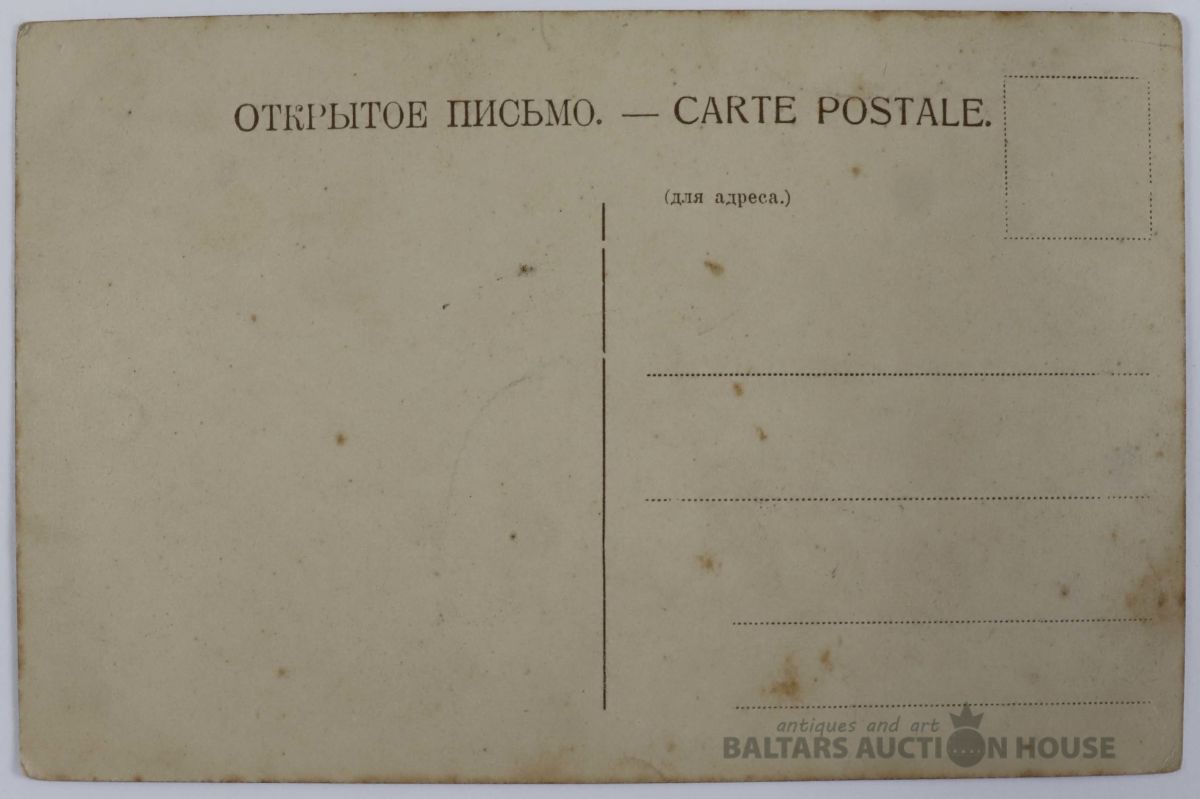 ОТКРЫТОЕ ПИСЬМО. — CARTE POSTALE.
(для адреса.)
antiques and art
BALTARS AUCTION HOUSE